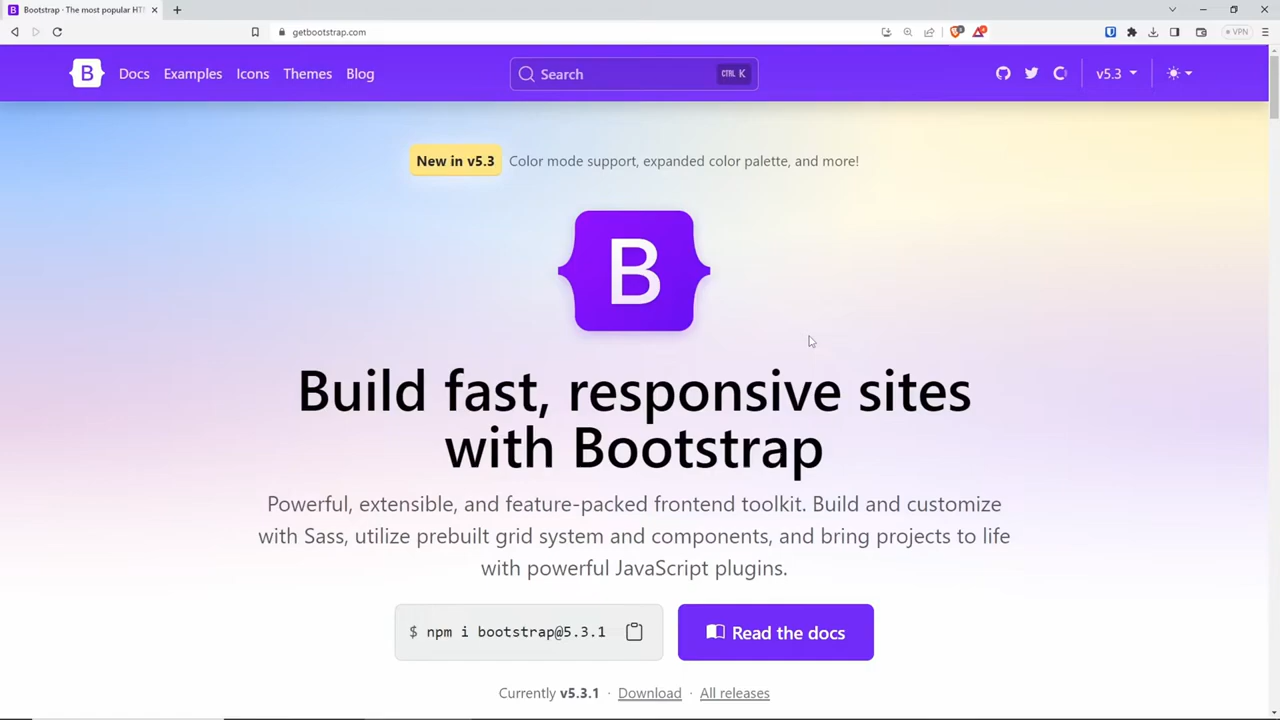 Bootstrap · The most popular HT
getbootstrap.com
VPN
B Docs Examples Icons Themes Blog Search CTRL K v5.3
New in v5.3 Color mode support, expanded color palette, and more!
B
Build fast, responsive sites
with Bootstrap
Powerful, extensible, and feature-packed frontend toolkit. Build and customize
with Sass, utilize prebuilt grid system and components, and bring projects to life
with powerful JavaScript plugins.
$ npm i bootstrap@5.3.1 Read the docs
Currently v5.3.1 · Download · All releases